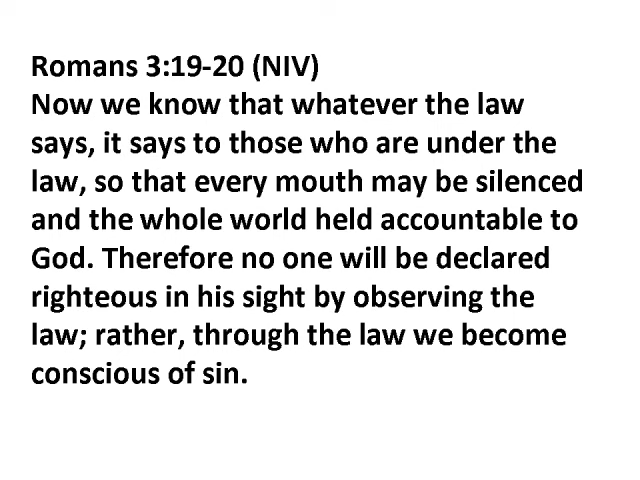 Romans 3:19-20 (NIV)
Now we know that whatever the law
says, it says to those who are under the
law, so that every mouth may be silenced
and the whole world held accountable to
God. Therefore no one will be declared
righteous in his sight by observing the
law; rather, through the law we become
conscious of sin.